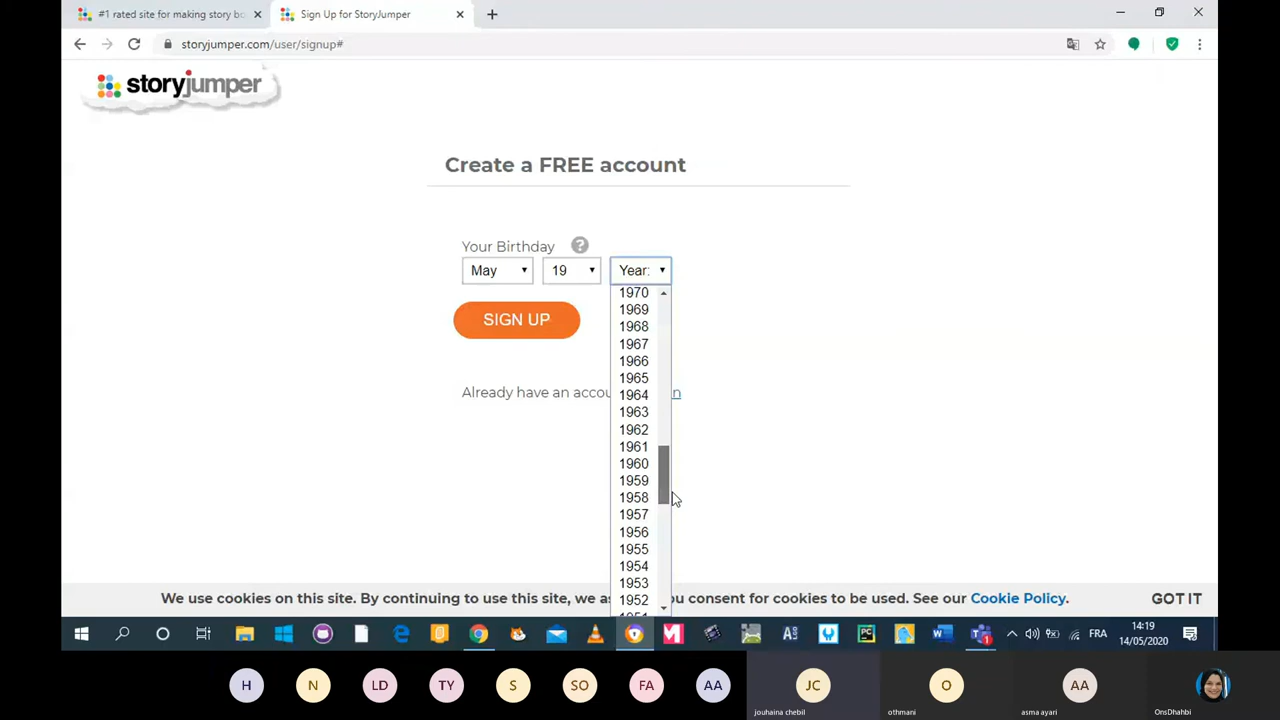 #1 rated site for making story bo
Sign Up for StoryJumper
storyjumper.com/user/signup#
storyjumper
Create a FREE account
Your Birthday ?
May 19 Year:
1970
1969
SIGN UP
1968
1967
1966
1965
Already have an accou n
1964
1963
1962
1961
1960
1959
1958
1957
1956
1955
1954
1953
We use cookies on this site. By continuing to use this site, we as ou consent for cookies to be used. See our Cookie Policy. GOT IT
1952
FRA
14:19
14/05/2020
H N LD TY S SO FA AA JC O AA
jouhaina chebil othmani asma ayari OnsDhahbi